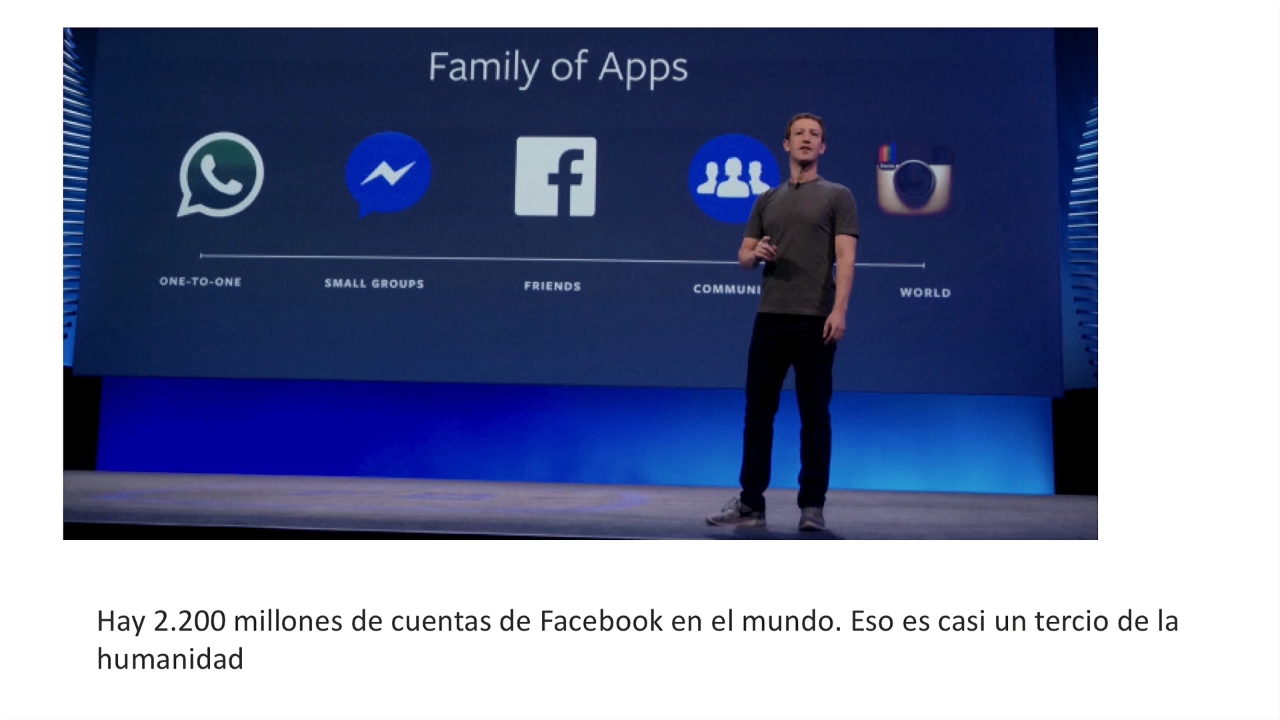 Family of Apps
ONE-TO-ONE SMALL GROUPS FRIENDS COMMUNI WORLD
Hay 2.200 millones de cuentas de Facebook en el mundo. Eso es casi un tercio de la
humanidad